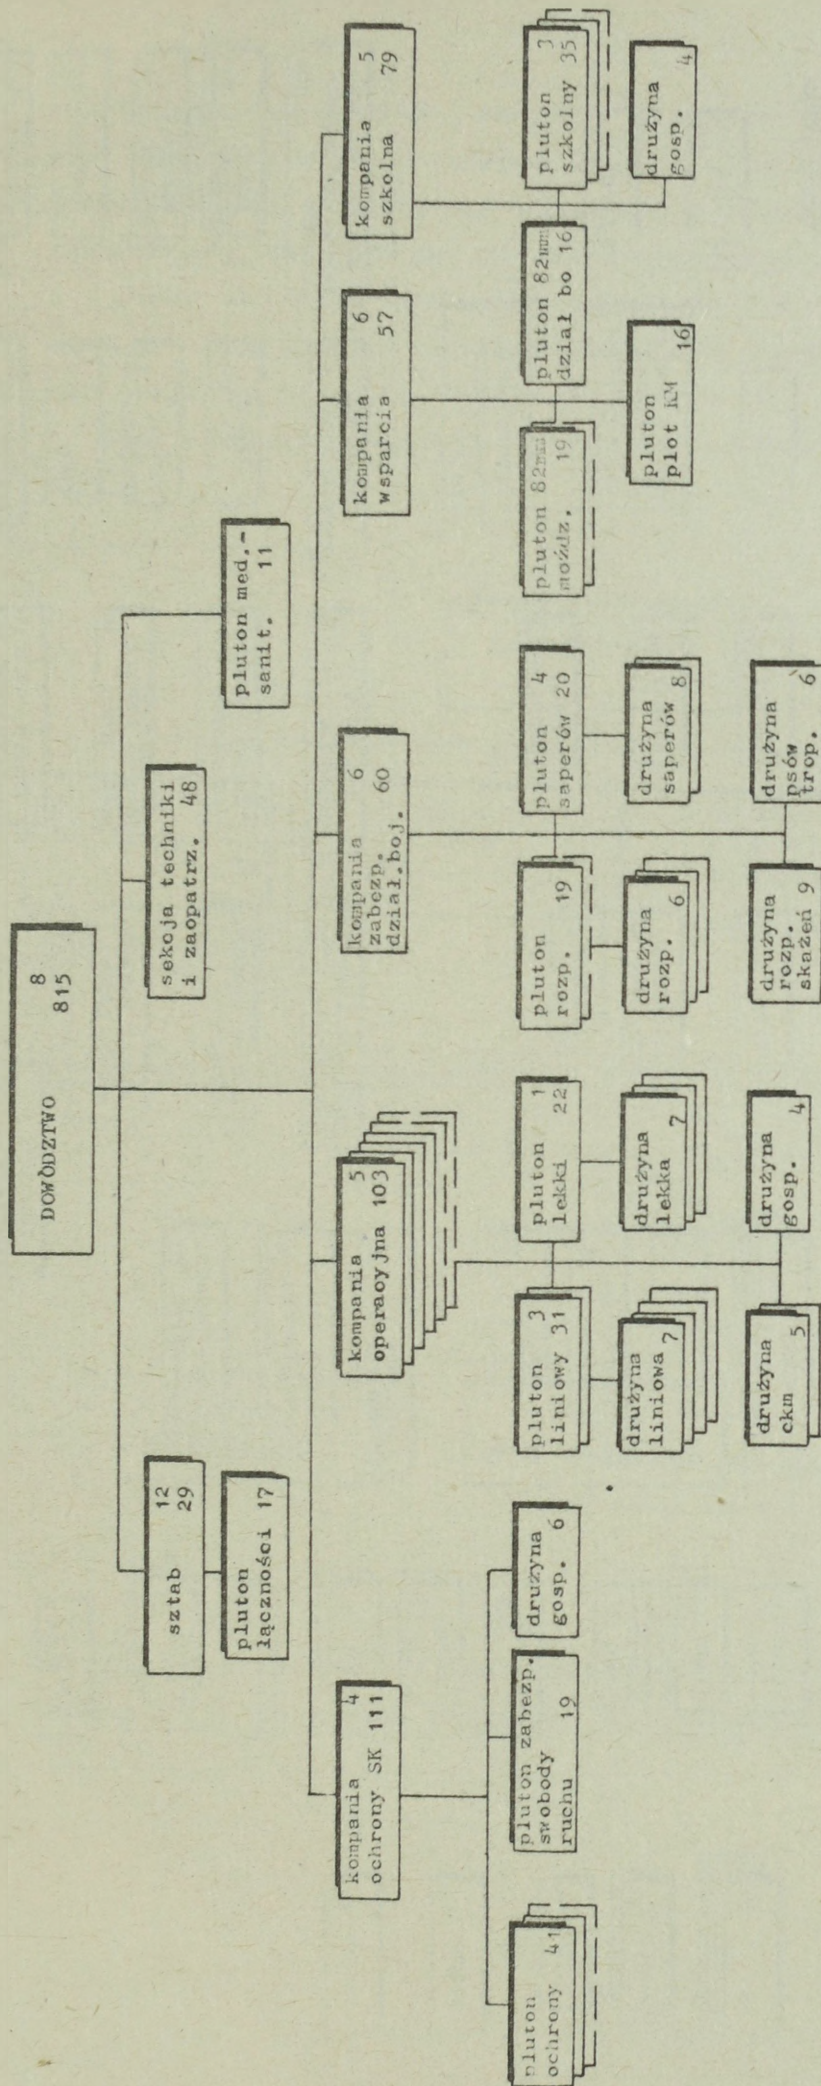 DOWÓDZTWO
8
815
sztab
12
29
pluton
łączności 17
sekcja techniki
i zaopatrz. 48
pluton med.-
sanit. 11
kompania 4
ochrony SK 111
kompania 5
operacyjna 103
kompania 6
zabezp. 60
dział.boj.
kompania 6
wsparcia 57
kompania 5
szkolna 79
pluton
ochrony 41
pluton zabezp.
swobody
ruchu 19
drużyna
gosp. 6
pluton 3
liniowy 31
pluton 1
lekki 22
drużyna
liniowa 7
drużyna
lekka 7
drużyna
ckm 5
drużyna
gosp. 4
pluton
rozp. 19
pluton 4
saperów 20
drużyna
rozp. 6
drużyna
saperów 8
drużyna
rozp.
skażeń 9
drużyna
psów
trop. 6
pluton 82mm
moździ. 19
pluton 82mm
dział bo 16
pluton
plot KM 16
pluton 3
szkolny 35
drużyna
gosp. 4